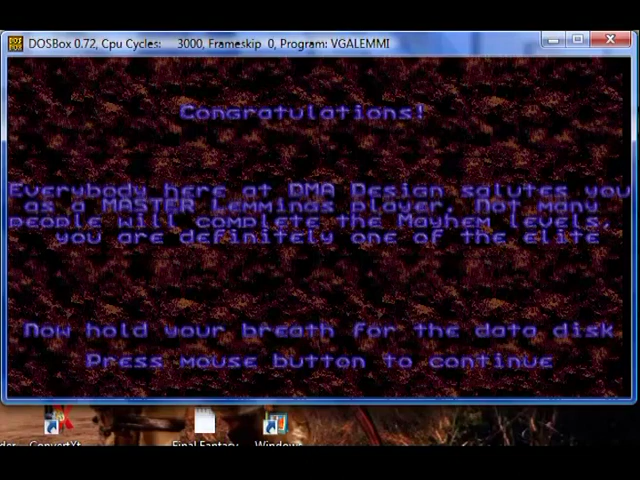 DOSBox 0.72, Cpu Cycles: 3000, Frameskip 0, Program: VGALEMMI
Congratulations!
Everybody here at DMA Design salutes you
as a MASTER Lemmings player. Not many
people will complete the Mayhem levels,
you are definitely one of the elite
Now hold your breath for the data disk
Press mouse button to continue
Final Fantasy